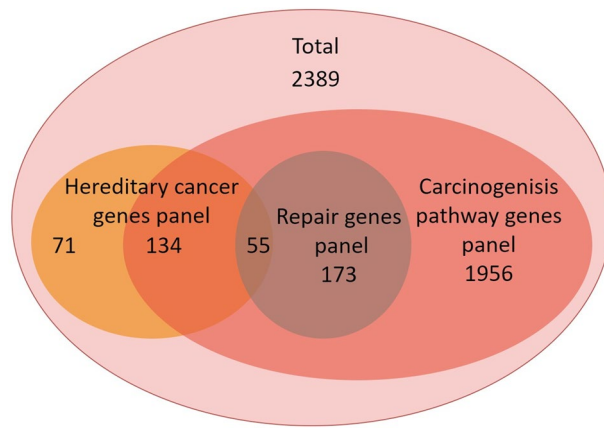 Total
2389
Hereditary cancer
genes panel
71
134
55
Repair genes
panel
173
Carcinogenisis
pathway genes
panel
1956